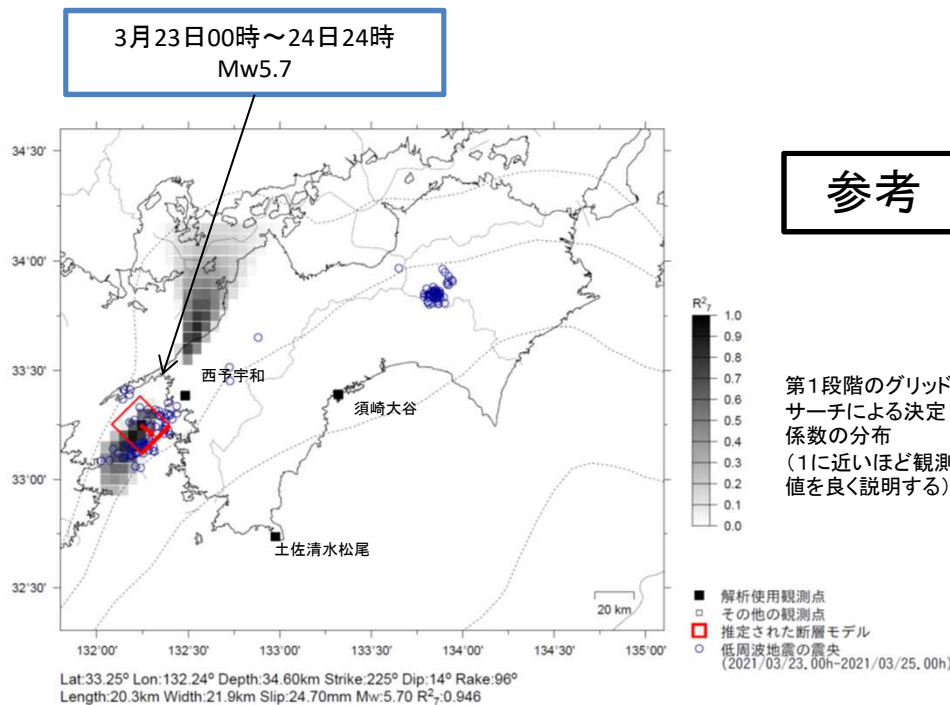 3月23日00時～24日24時
Mw5.7
参考
34°30'
34°00'
33°30'
33°00'
32°30'
132°00'
132°30'
133°00'
133°30'
134°00'
134°30'
135°00'
西予宇和
須崎大谷
土佐清水松尾
20 km
R²₇
1.0
0.9
0.8
0.7
0.6
0.5
0.4
0.3
0.2
0.1
0.0
第1段階のグリッド
サーチによる決定
係数の分布
(1に近いほど観測
値を良く説明する)
解析使用観測点
その他の観測点
推定された断層モデル
低周波地震の震央
(2021/03/23.00h-2021/03/25.00h)
Lat:33.25° Lon:132.24° Depth:34.60km Strike:225° Dip:14° Rake:96°
Length:20.3km Width:21.9km Slip:24.70mm Mw:5.70 R²₇:0.946